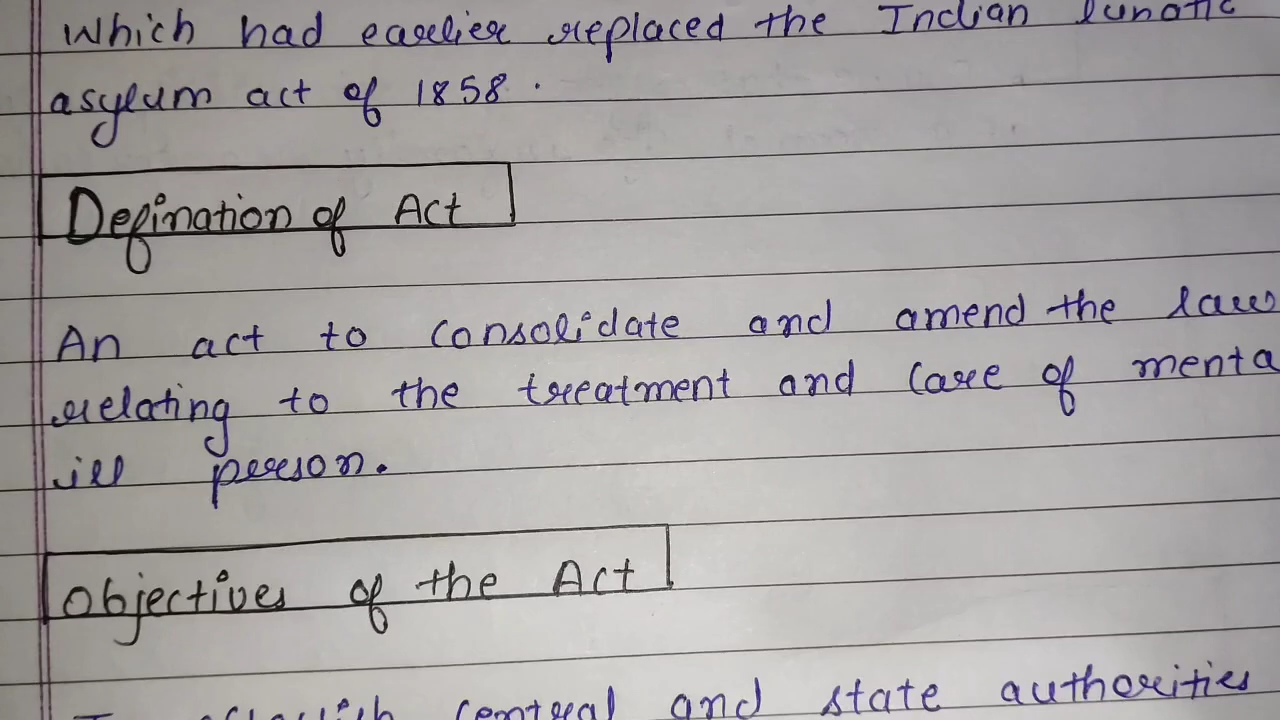 Which had earlier replaced the Indian lunatic
asylum act of 1858.
Defination of Act
An act to consolidate and amend the law
relating to the treatment and care of menta
ill person.
Objectives of the Act
central and state authorities